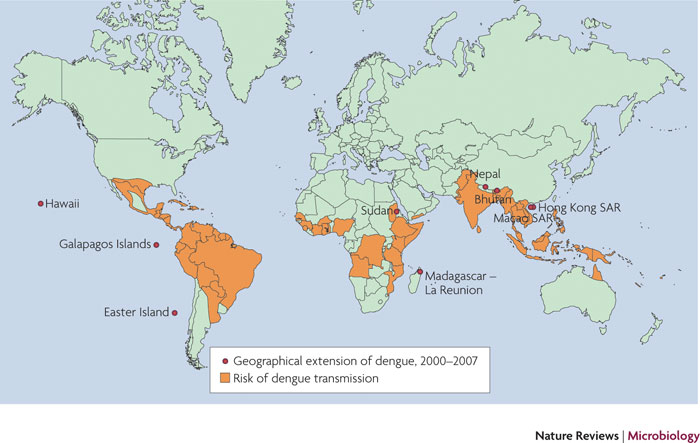 Nepal
Bhutan
Hong Kong SAR
Macao SAR
Sudan
Hawaii
Galapagos Islands
Madagascar –
La Reunion
Easter Island
Geographical extension of dengue, 2000–2007
Risk of dengue transmission
Nature Reviews | Microbiology